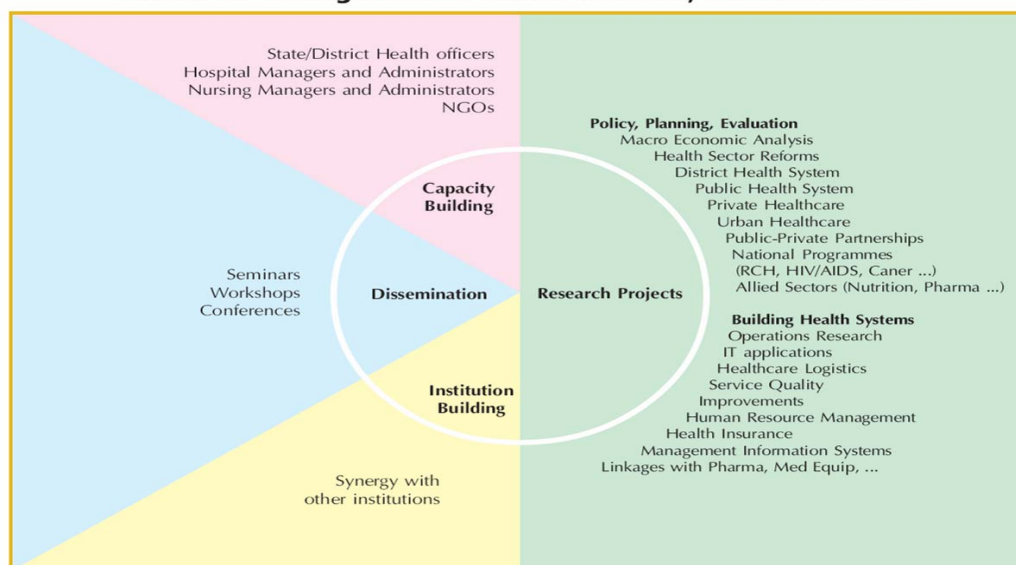 State/District Health officers
Hospital Managers and Administrators
Nursing Managers and Administrators
NGOs
Capacity
Building
Seminars
Workshops
Conferences
Dissemination
Institution
Building
Synergy with
other institutions
Research Projects
Policy, Planning, Evaluation
Macro Economic Analysis
Health Sector Reforms
District Health System
Public Health System
Private Healthcare
Urban Healthcare
Public-Private Partnerships
National Programmes
(RCH, HIV/AIDS, Caner ...)
Allied Sectors (Nutrition, Pharma ...)
Building Health Systems
Operations Research
IT applications
Healthcare Logistics
Service Quality
Improvements
Human Resource Management
Health Insurance
Management Information Systems
Linkages with Pharma, Med Equip, ...